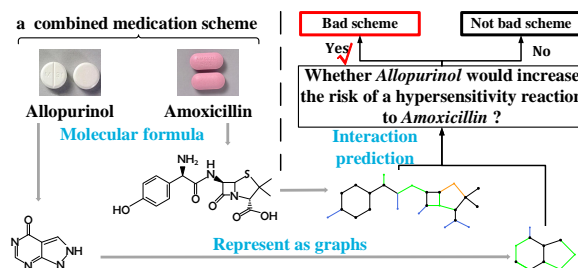 a combined medication scheme
Allopurinol
Amoxicillin
Molecular formula
NH₂
H
N
H
S
O
O
N
HO
O
OH
O
N
NH
N
N
Represent as graphs
Bad scheme
Not bad scheme
Yes
No
Whether Allopurinol would increase
the risk of a hypersensitivity reaction
to Amoxicillin ?
Interaction
prediction